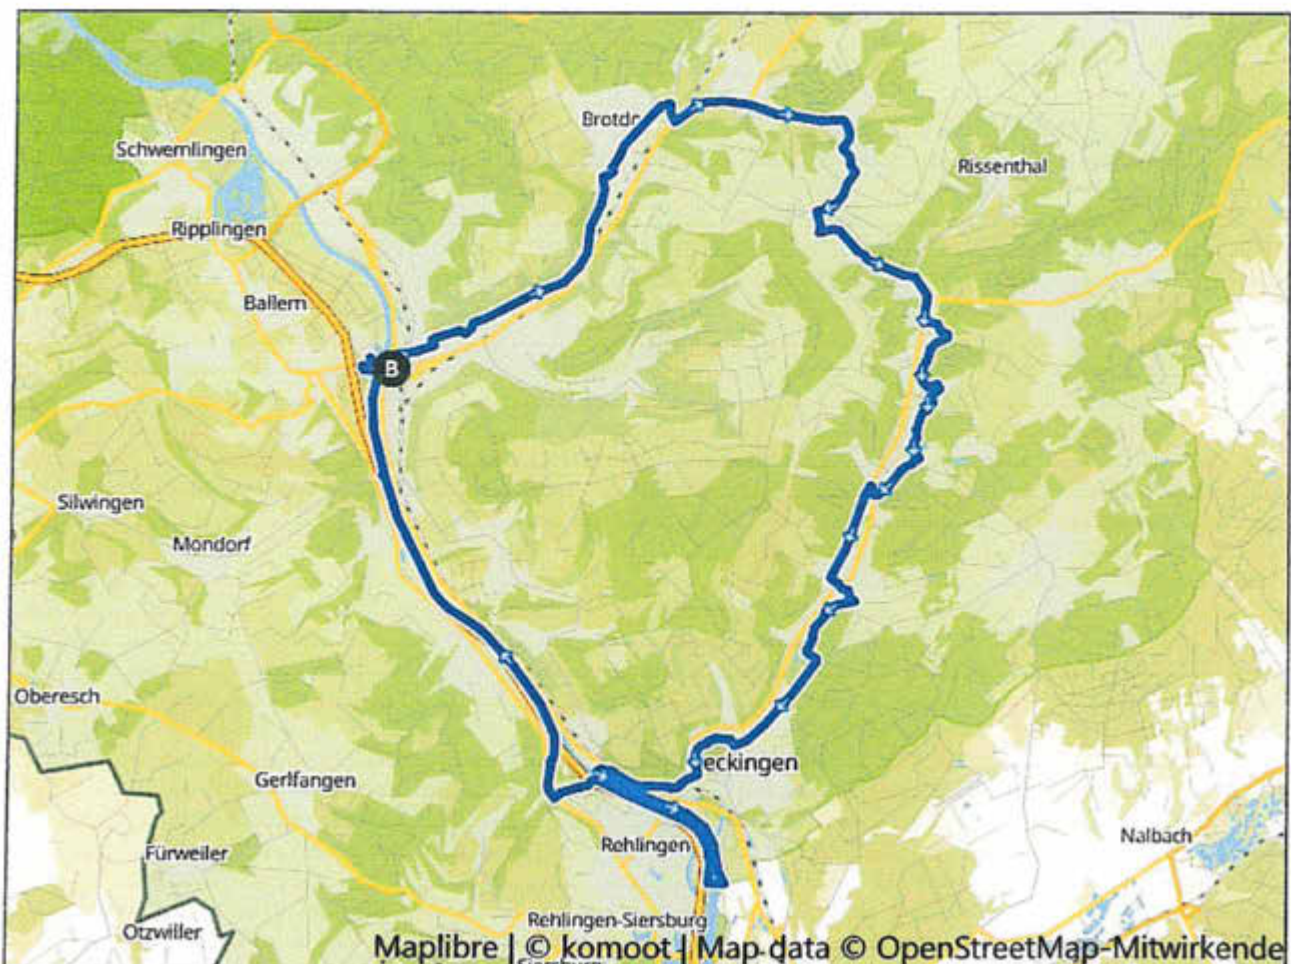 Brotdc
Schwemlingen
Rissenthal
Ripplingen
Ballern
B
Silwingen
Mondorf
Oberesch
eckingen
Gerlfangen
Nalbach
Rehlingen
Fürweiler
Rehlingen-Siersburg
Otzwiller
Maplibre | © komoot | Map data © OpenStreetMap-Mitwirkende